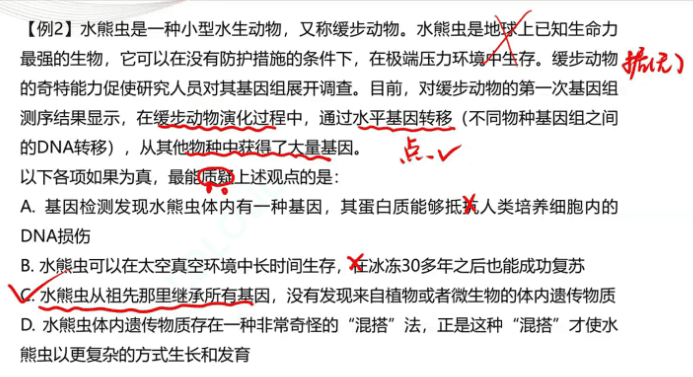 【例2】水熊虫是一种小型水生动物，又称缓步动物。水熊虫是地球上已知生命力
最强的生物，它可以在没有防护措施的条件下，在极端压力环境中生存。缓步动物
的奇特能力促使研究人员对其基因组展开调查。目前，对缓步动物的第一次基因组
测序结果显示，在缓步动物演化过程中，通过水平基因转移（不同物种基因组之间
的DNA转移），从其他物种中获得了大量基因。
点
以下各项如果为真，最能质疑上述观点的是：
A. 基因检测发现水熊虫体内有一种基因，其蛋白质能够抵抗人类培养细胞内的
DNA损伤
B. 水熊虫可以在太空真空环境中长时间生存，在冰冻30多年之后也能成功复苏
C. 水熊虫从祖先那里继承所有基因，没有发现来自植物或者微生物的体内遗传物质
D. 水熊虫体内遗传物质存在一种非常奇怪的“混搭”法，正是这种“混搭”才使水
熊虫以更复杂的方式生长和发育